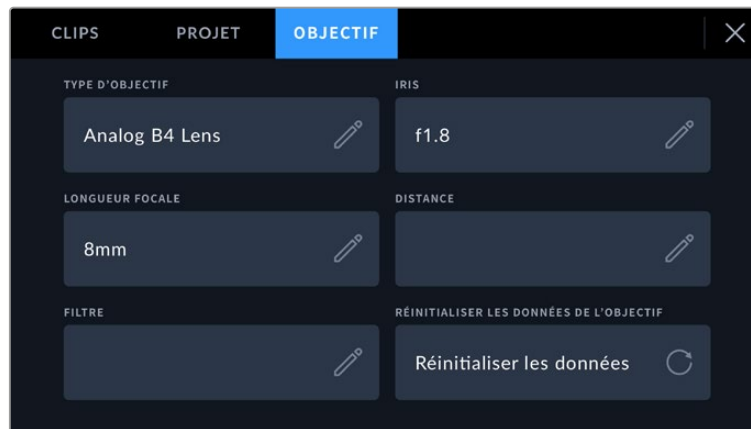 CLIPS PROJET OBJECTIF
TYPE D'OBJECTIF IRIS
Analog B4 Lens f1.8
LONGUEUR FOCALE DISTANCE
8mm
FILTRE RÉINITIALISER LES DONNÉES DE L'OBJECTIF
Réinitialiser les données